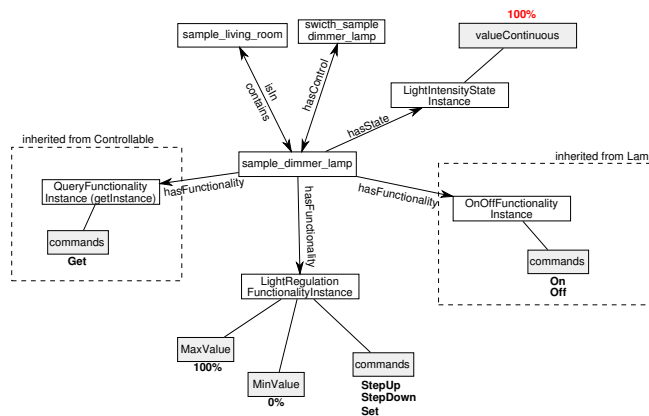 100%
sample_living_room
swicth_sample
dimmer_lamp
valueContinuous
isIn
contains
hasControl
LightIntensityState
Instance
hasState
inherited from Controllable
sample_dimmer_lamp
inherited from Lam
QueryFunctionality
Instance (getInstance)
hasFunctionality
hasFunctionality
hasFunctionality
OnOffFunctionality
Instance
commands
Get
commands
On
Off
LightRegulation
FunctionalityInstance
MaxValue
100%
MinValue
0%
commands
StepUp
StepDown
Set